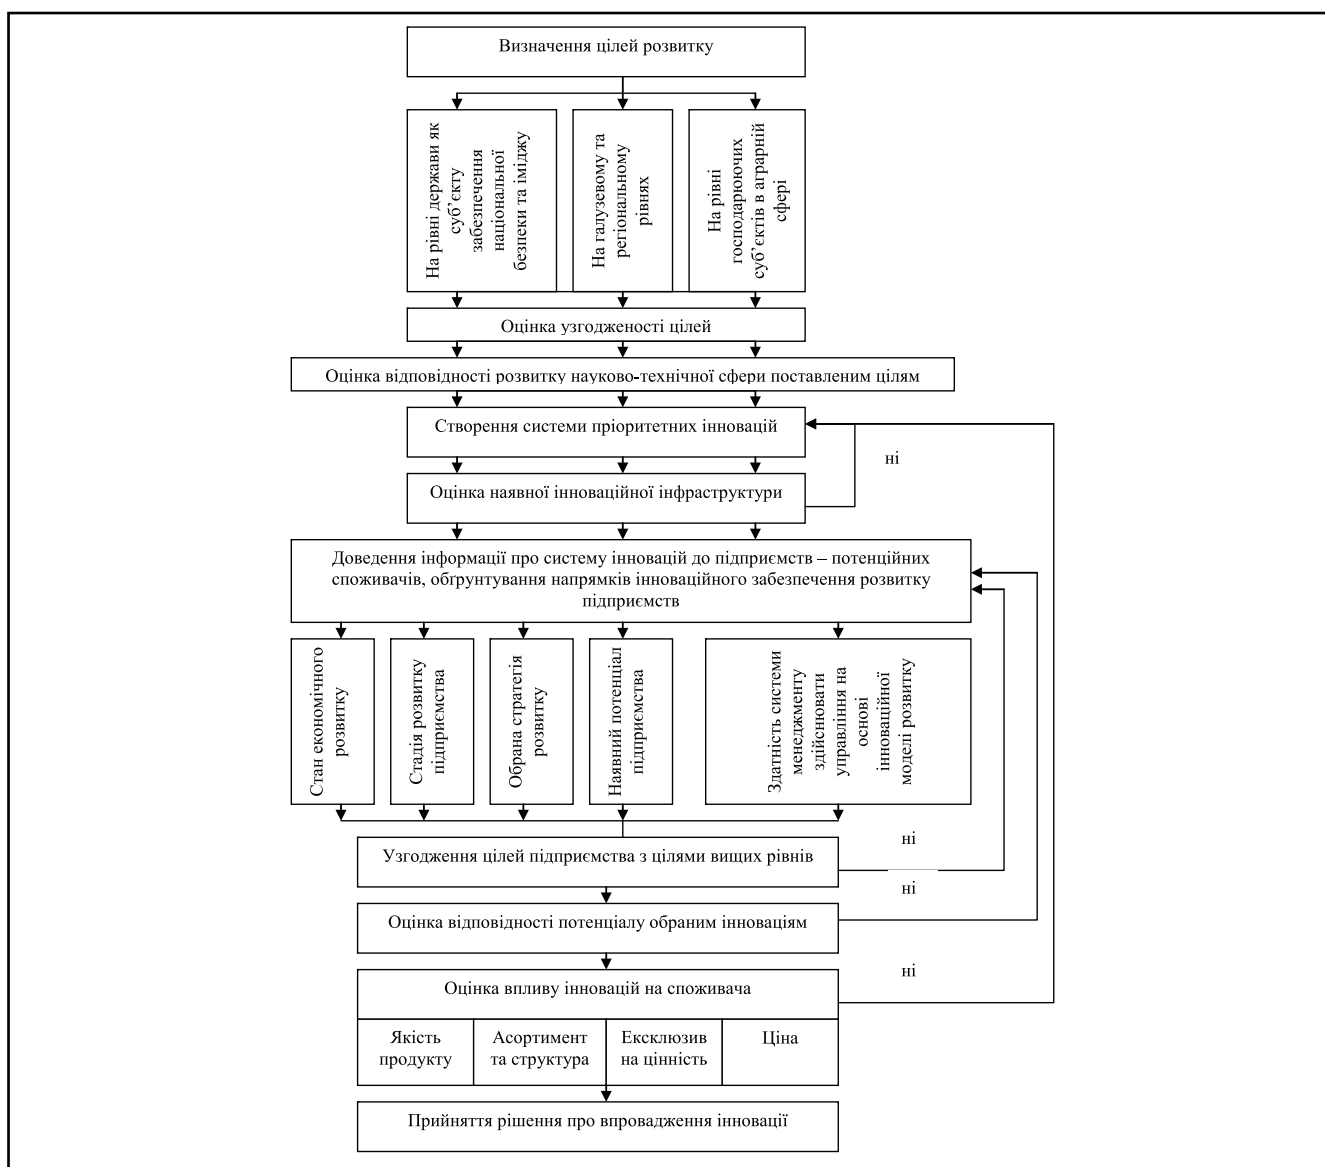 Визначення цілей розвитку
На рівні держави як
суб’єкту
забезпечення
національної
безпеки та іміджу
На галузевому та
регіональному
рівнях
На рівні
господарюючих
суб’єктів в аграрній
сфері
Оцінка узгодженості цілей
Оцінка відповідності розвитку науково-технічної сфери поставленим цілям
Створення системи пріоритетних інновацій
ні
Оцінка наявної інноваційної інфраструктури
Доведення інформації про систему інновацій до підприємств – потенційних
споживачів, обґрунтування напрямків інноваційного забезпечення розвитку
підприємств
Стан економічного
розвитку
Стадія розвитку
підприємства
Обрана стратегія
розвитку
Наявний потенціал
підприємства
Здатність системи
менеджменту
здійснювати
управління на
основі
інноваційної
моделі розвитку
ні
Узгодження цілей підприємства з цілями вищих рівнів
ні
Оцінка відповідності потенціалу обраним інноваціям
ні
Оцінка впливу інновацій на споживача
Якість
продукту
Асортимент
та структура
Ексклюзив
на цінність
Ціна
Прийняття рішення про впровадження інновації